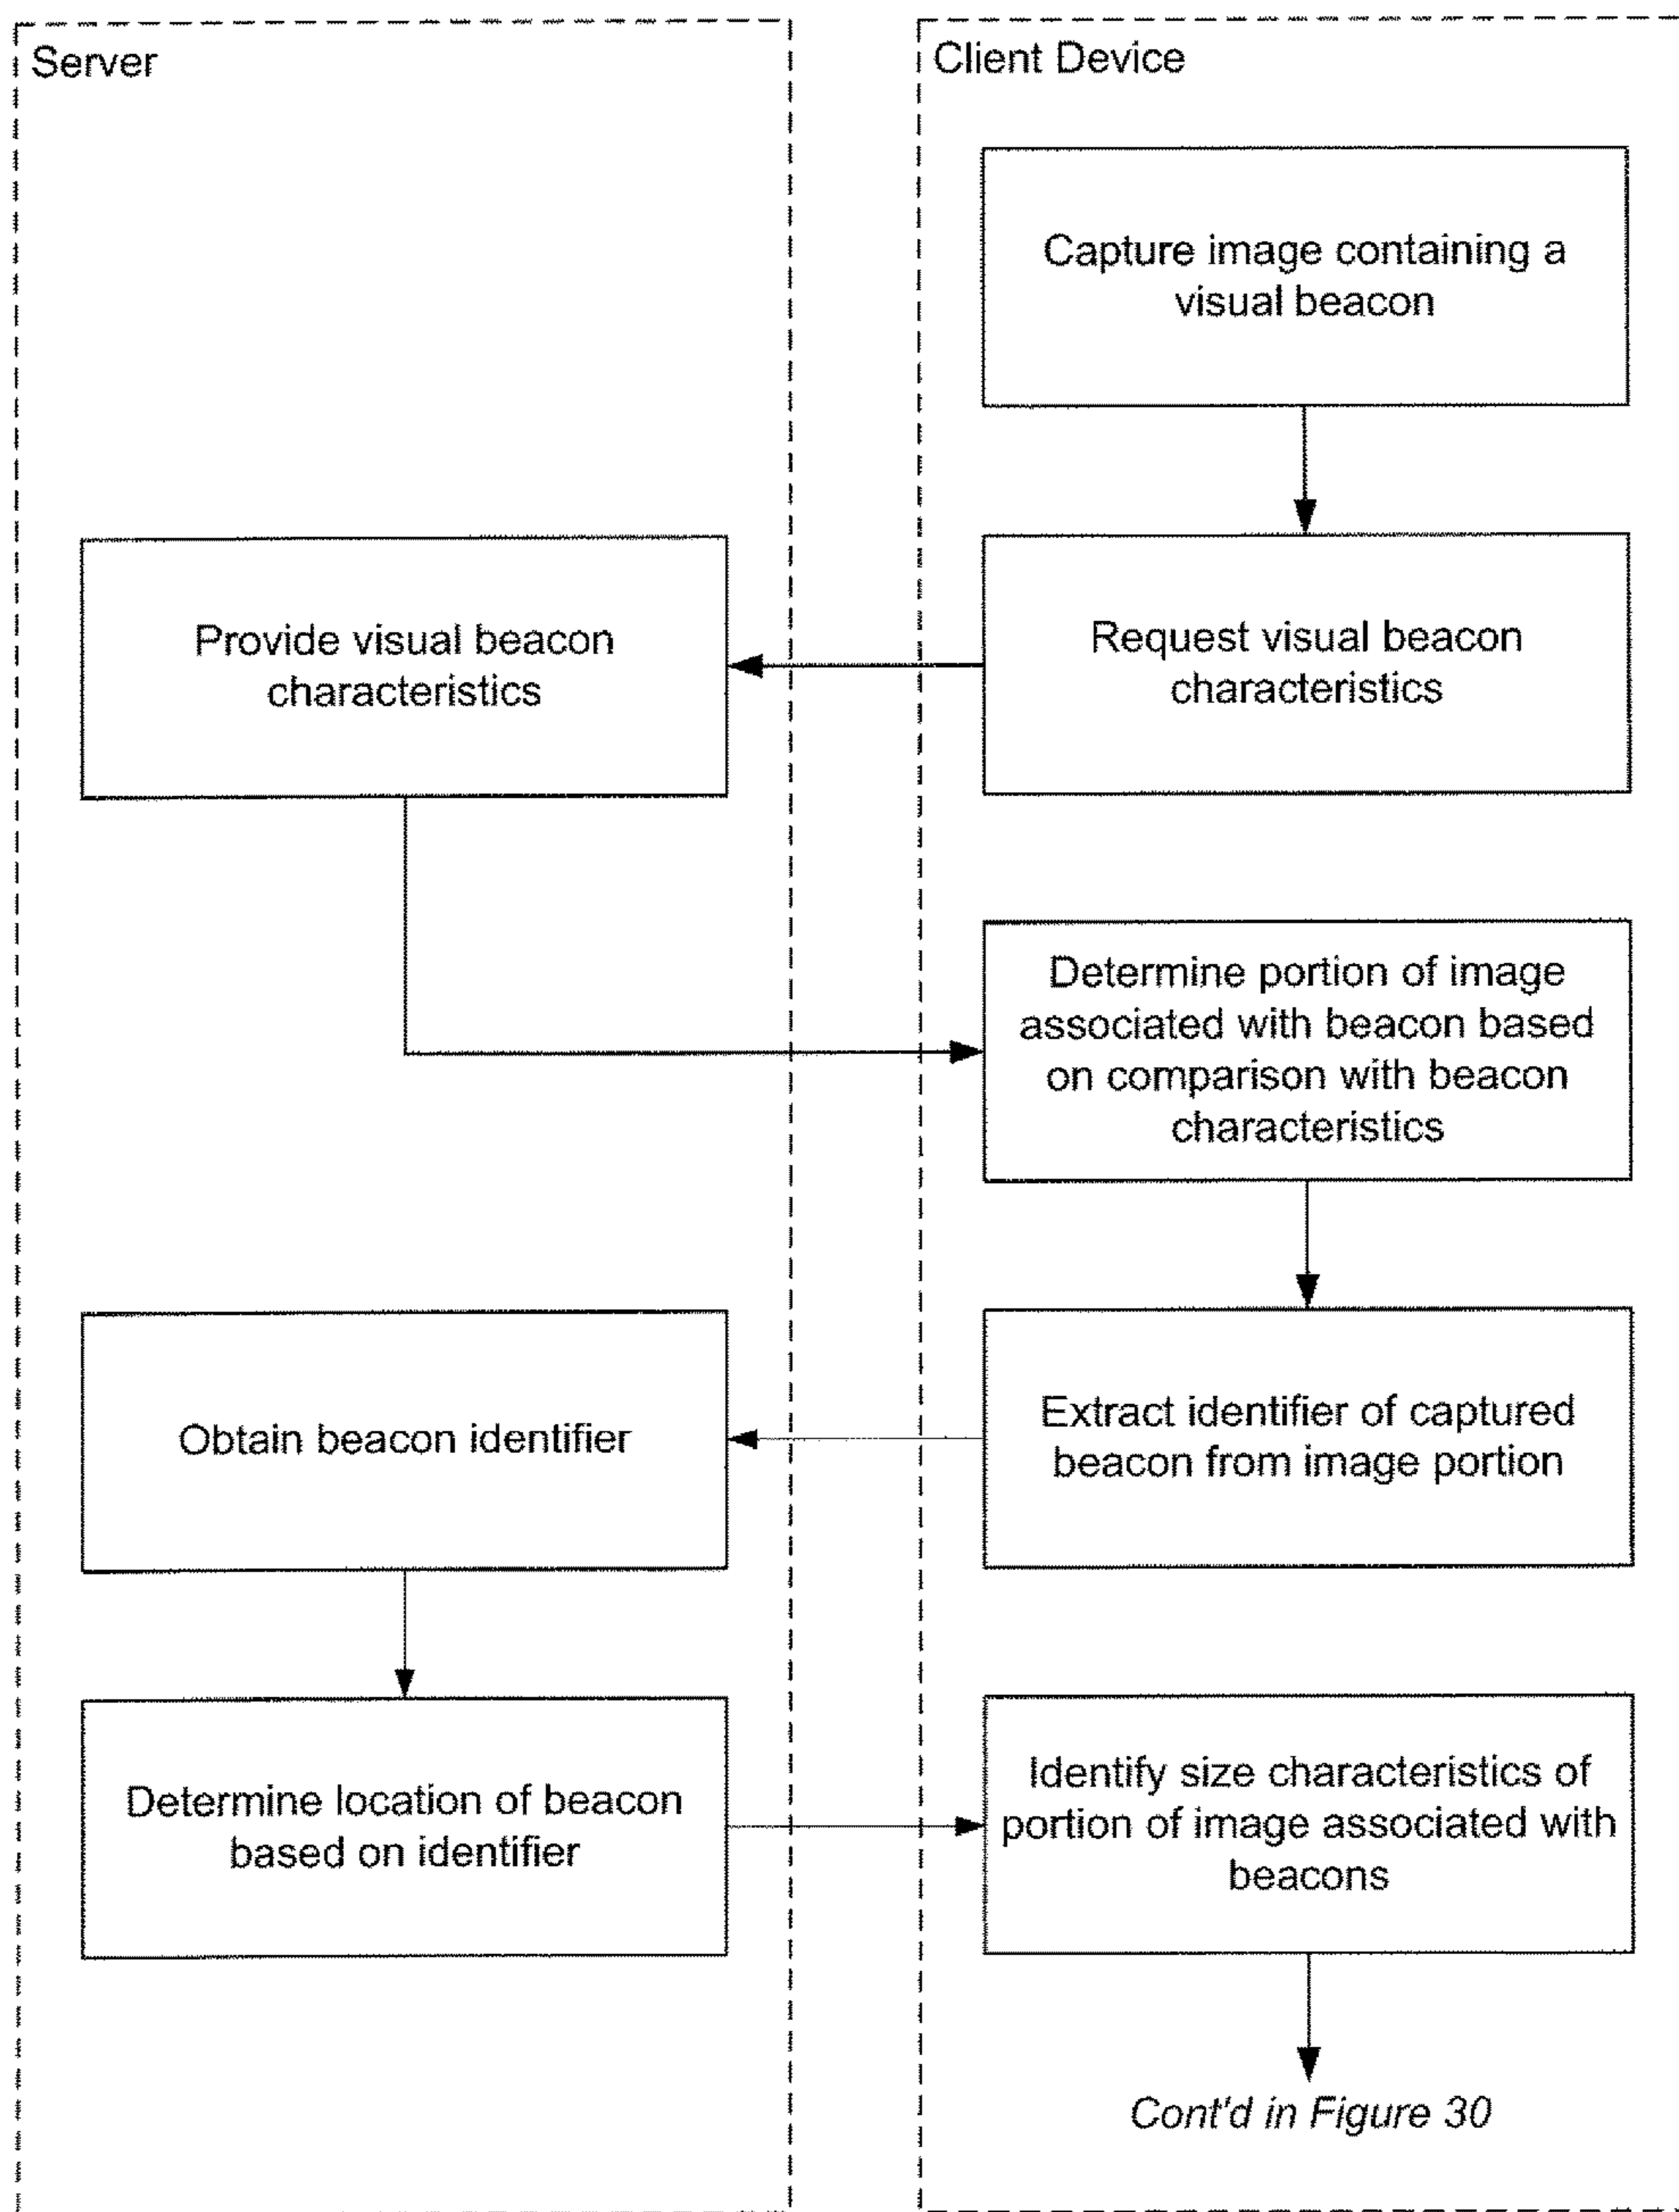 Server
Client Device
Capture image containing a
visual beacon
Provide visual beacon
characteristics
Request visual beacon
characteristics
Determine portion of image
associated with beacon based
on comparison with beacon
characteristics
Obtain beacon identifier
Extract identifier of captured
beacon from image portion
Determine location of beacon
based on identifier
Identify size characteristics of
portion of image associated with
beacons
Cont'd in Figure 30